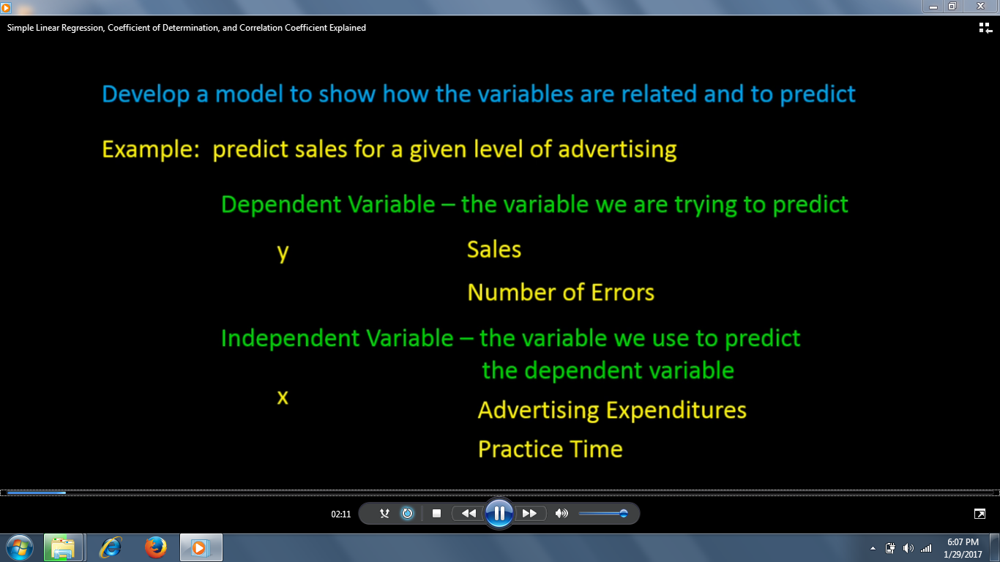 Simple Linear Regression, Coefficient of Determination, and Correlation Coefficient Explained
Develop a model to show how the variables are related and to predict
Example: predict sales for a given level of advertising
Dependent Variable – the variable we are trying to predict
y
Sales
Number of Errors
Independent Variable – the variable we use to predict
the dependent variable
x
Advertising Expenditures
Practice Time
02:11
6:07 PM
1/29/2017